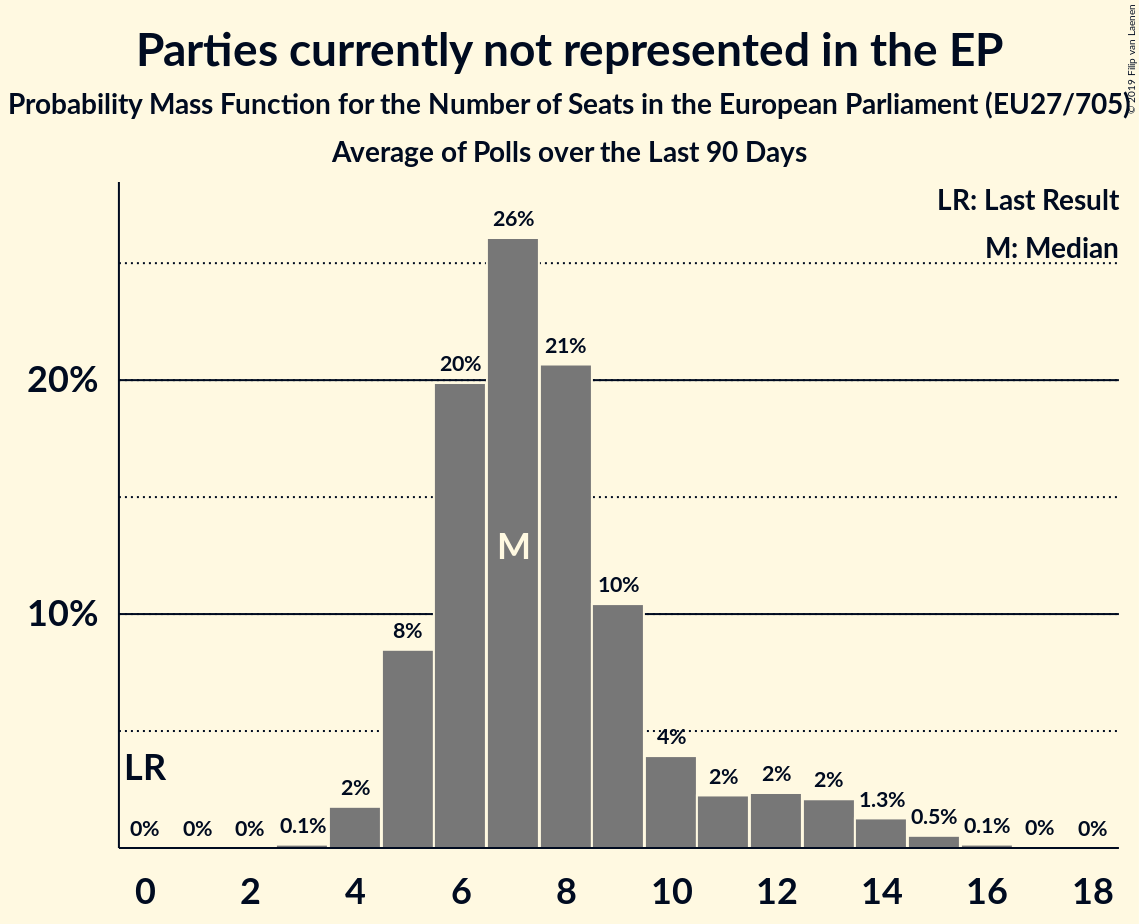 Parties currently not represented in the EP
Probability Mass Function for the Number of Seats in the European Parliament (EU27/705)
Average of Polls over the Last 90 Days
© 2019 Filip van Laenen
LR: Last Result
M: Median
20%
10%
LR
M
0%
0%
0%
0.1%
2%
8%
20%
26%
21%
10%
4%
2%
2%
2%
1.3%
0.5%
0.1%
0%
0%
0 2 4 6 8 10 12 14 16 18